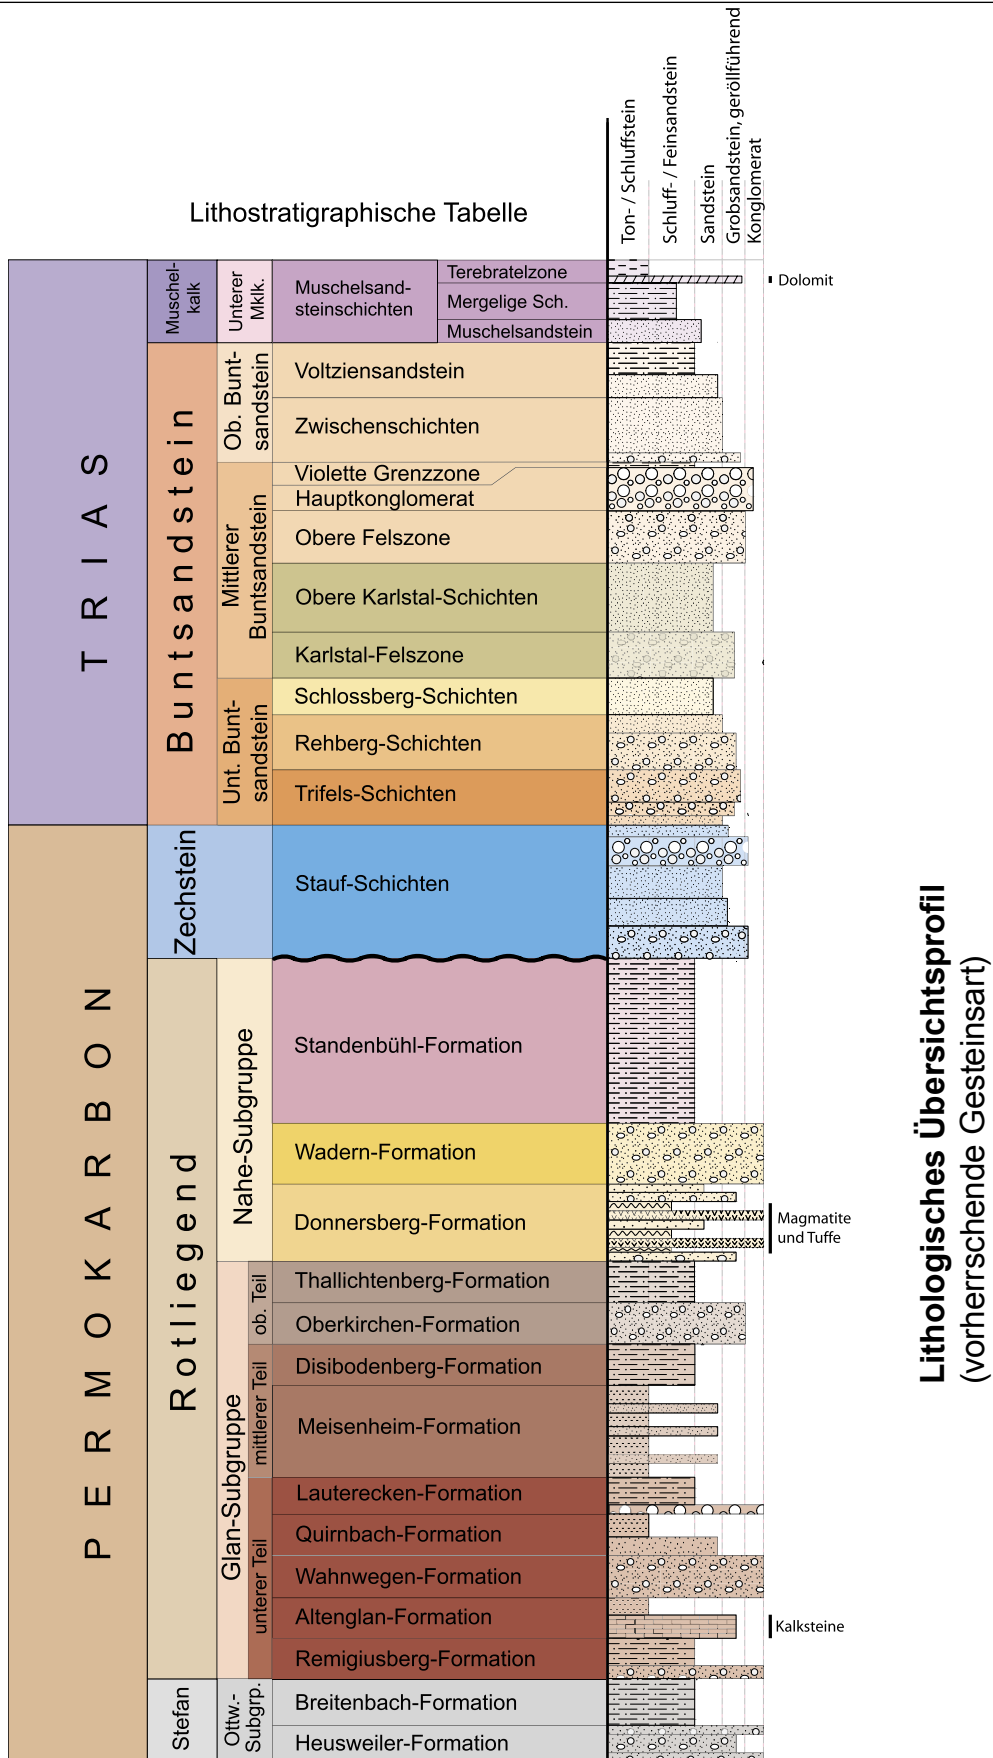 Lithostratigraphische Tabelle
Ton- / Schluffstein
Schluff- / Feinsandstein
Sandstein
Grobsandstein, geröllführend
Konglomerat
TRIAS
Muschel-
kalk
Unterer
Mklk.
Muschelsand-
steinschichten
Terebratelzone
Mergelige Sch.
Muschelsandstein
Dolomit
Buntsandstein
Ob. Bunt-
sandstein
Voltziensandstein
Zwischenschichten
Mittlerer
Buntsandstein
Violette Grenzzone
Hauptkonglomerat
Obere Felszone
Obere Karlstal-Schichten
Karlstal-Felszone
Unt. Bunt-
sandstein
Schlossberg-Schichten
Rehberg-Schichten
Trifels-Schichten
PERMOKARBON
Zechstein
Stauf-Schichten
Rotliegend
Nahe-Subgruppe
Standenbühl-Formation
Wadern-Formation
Donnersberg-Formation
Magmatite
und Tuffe
Glan-Subgruppe
ob. Teil
Thallichtenberg-Formation
Oberkirchen-Formation
mittlerer Teil
Disibodenberg-Formation
Meisenheim-Formation
unterer Teil
Lauterecken-Formation
Quirnbach-Formation
Wahnwegen-Formation
Altenglan-Formation
Kalksteine
Remigiusberg-Formation
Stefan
Ottw.-
Subgrp.
Breitenbach-Formation
Heusweiler-Formation
Lithologisches Übersichtsprofil
(vorherrschende Gesteinsart)